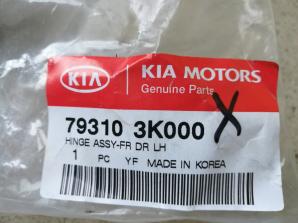 KIA KIA MOTORS
Genuine Parts
79310 3K000 X
HINGE ASSY-FR DR LH
1 PC YF MADE IN KOREA